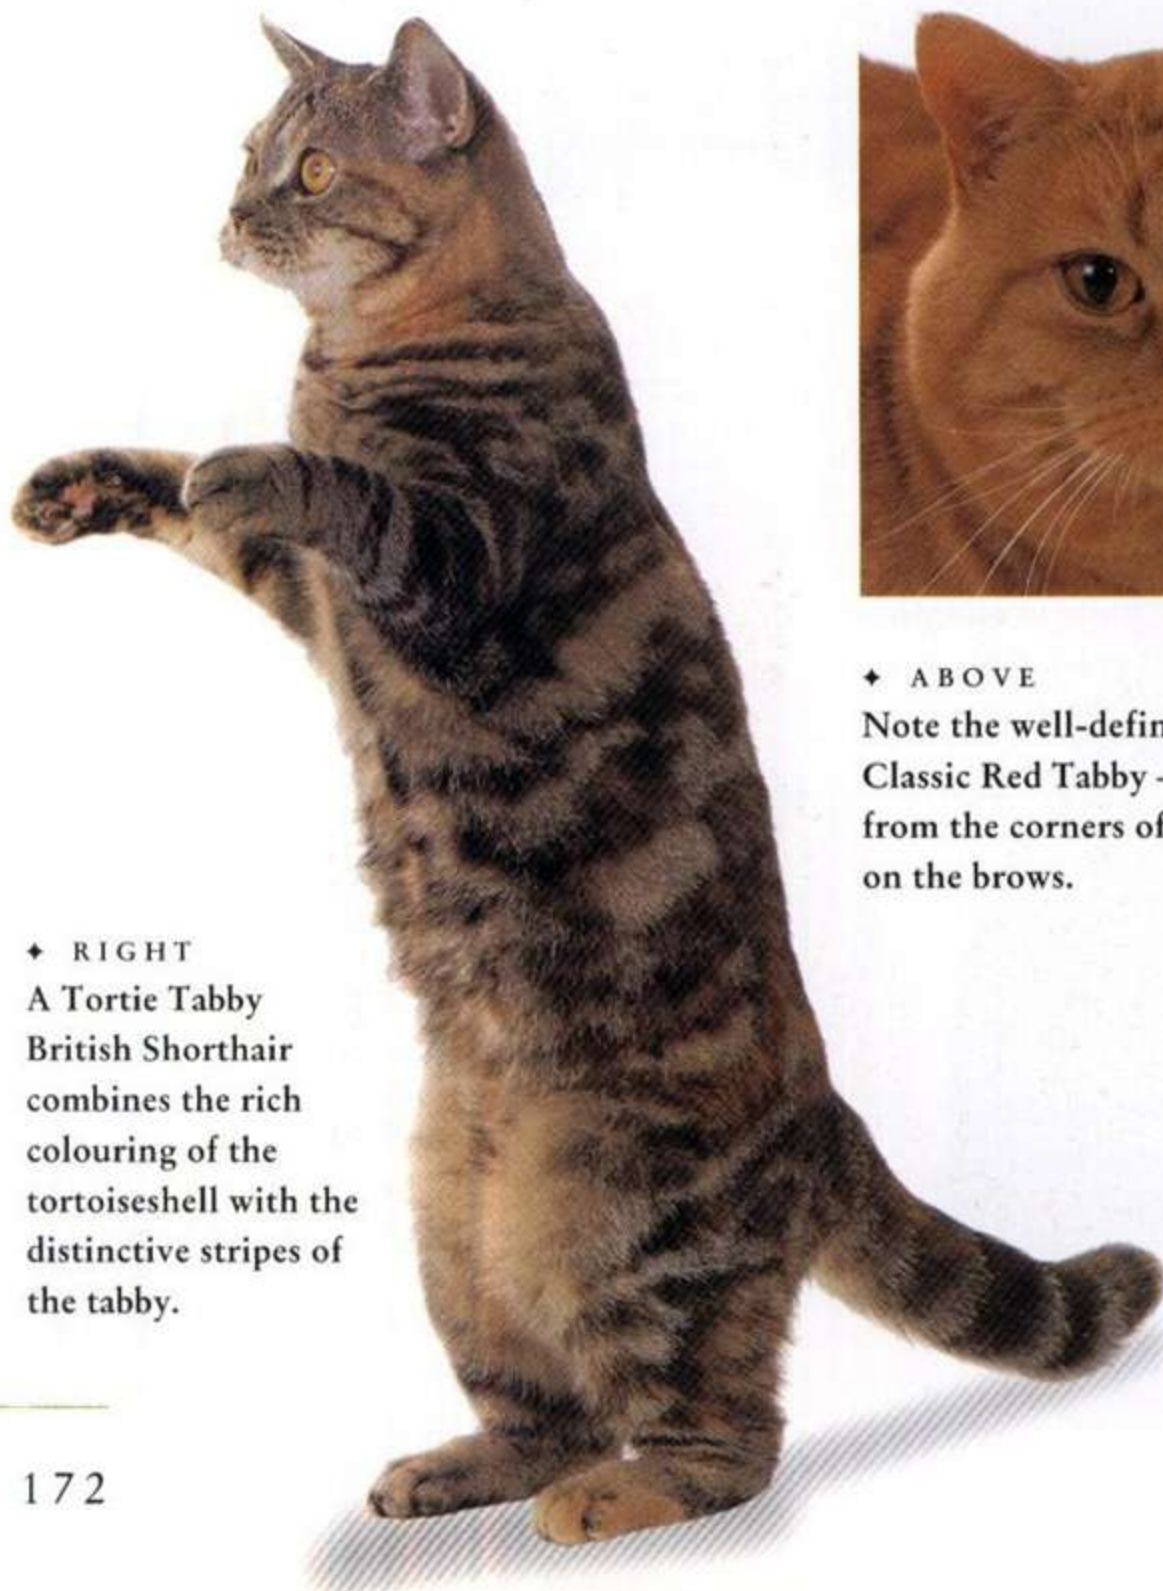 ✦ ABOVE
Note the well-defin
Classic Red Tabby -
from the corners of
on the brows.
✦ RIGHT
A Tortie Tabby
British Shorthair
combines the rich
colouring of the
tortoiseshell with the
distinctive stripes of
the tabby.
172